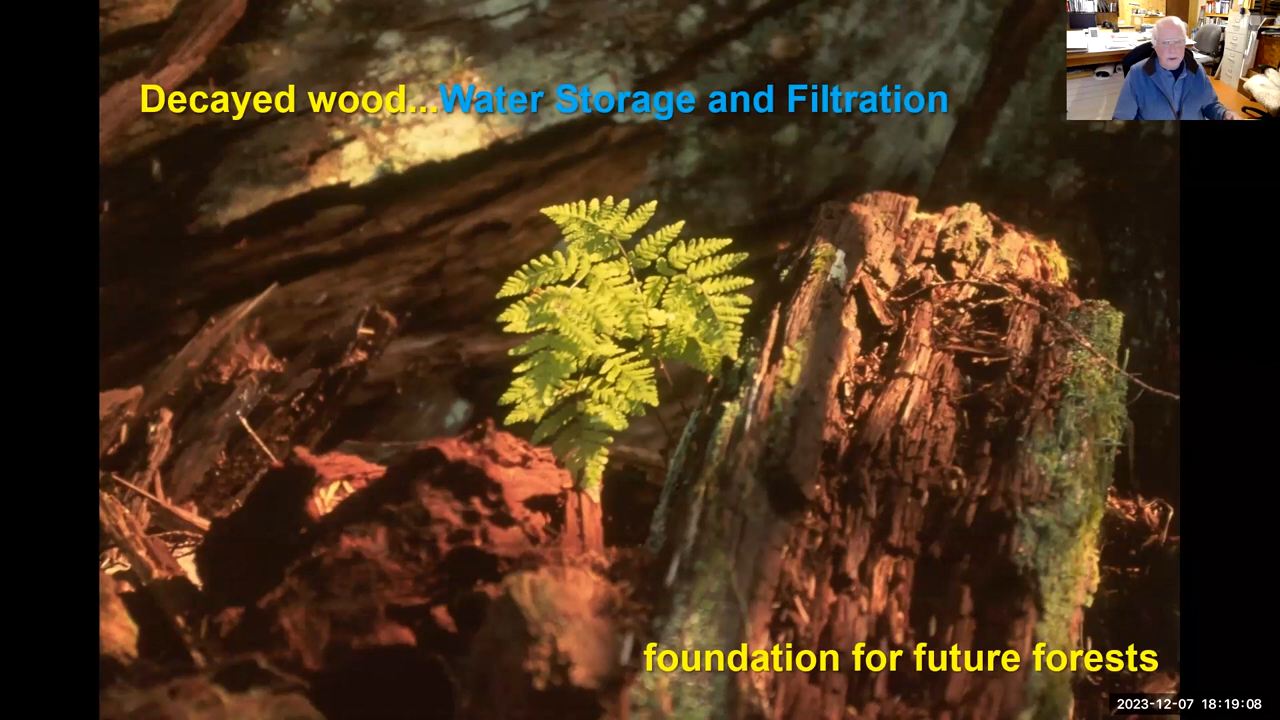 Decayed wood...Water Storage and Filtration
foundation for future forests
2023-12-07 18:19:08